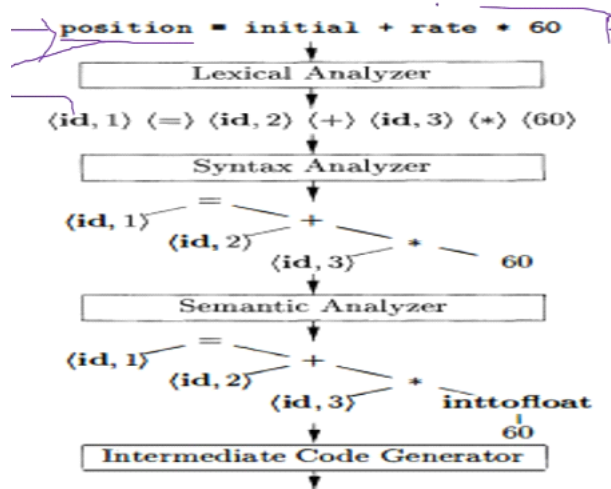 position = initial + rate * 60
Lexical Analyzer
⟨id, 1⟩ ⟨=⟩ ⟨id, 2⟩ ⟨+⟩ ⟨id, 3⟩ ⟨*⟩ ⟨60⟩
Syntax Analyzer
=
⟨id, 1⟩ +
⟨id, 2⟩ *
⟨id, 3⟩ 60
Semantic Analyzer
=
⟨id, 1⟩ +
⟨id, 2⟩ *
⟨id, 3⟩ inttofloat
60
Intermediate Code Generator